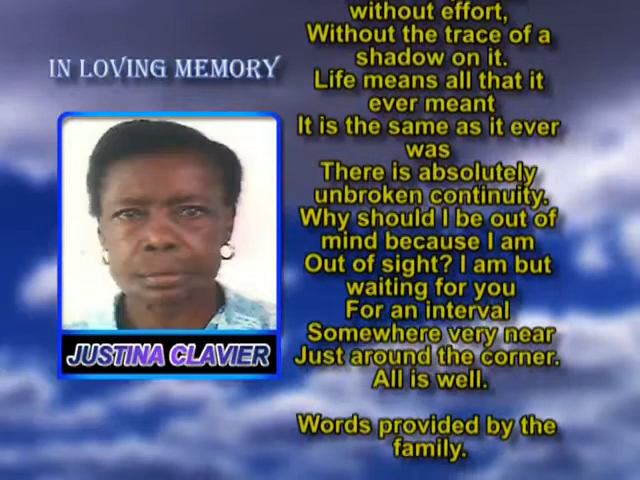 IN LOVING MEMORY
JUSTINA CLAVIER
without effort,
Without the trace of a
shadow on it.
Life means all that it
ever meant
It is the same as it ever
was
There is absolutely
unbroken continuity.
Why should I be out of
mind because I am
Out of sight? I am but
waiting for you
For an interval
Somewhere very near
Just around the corner.
All is well.
Words provided by the
family.